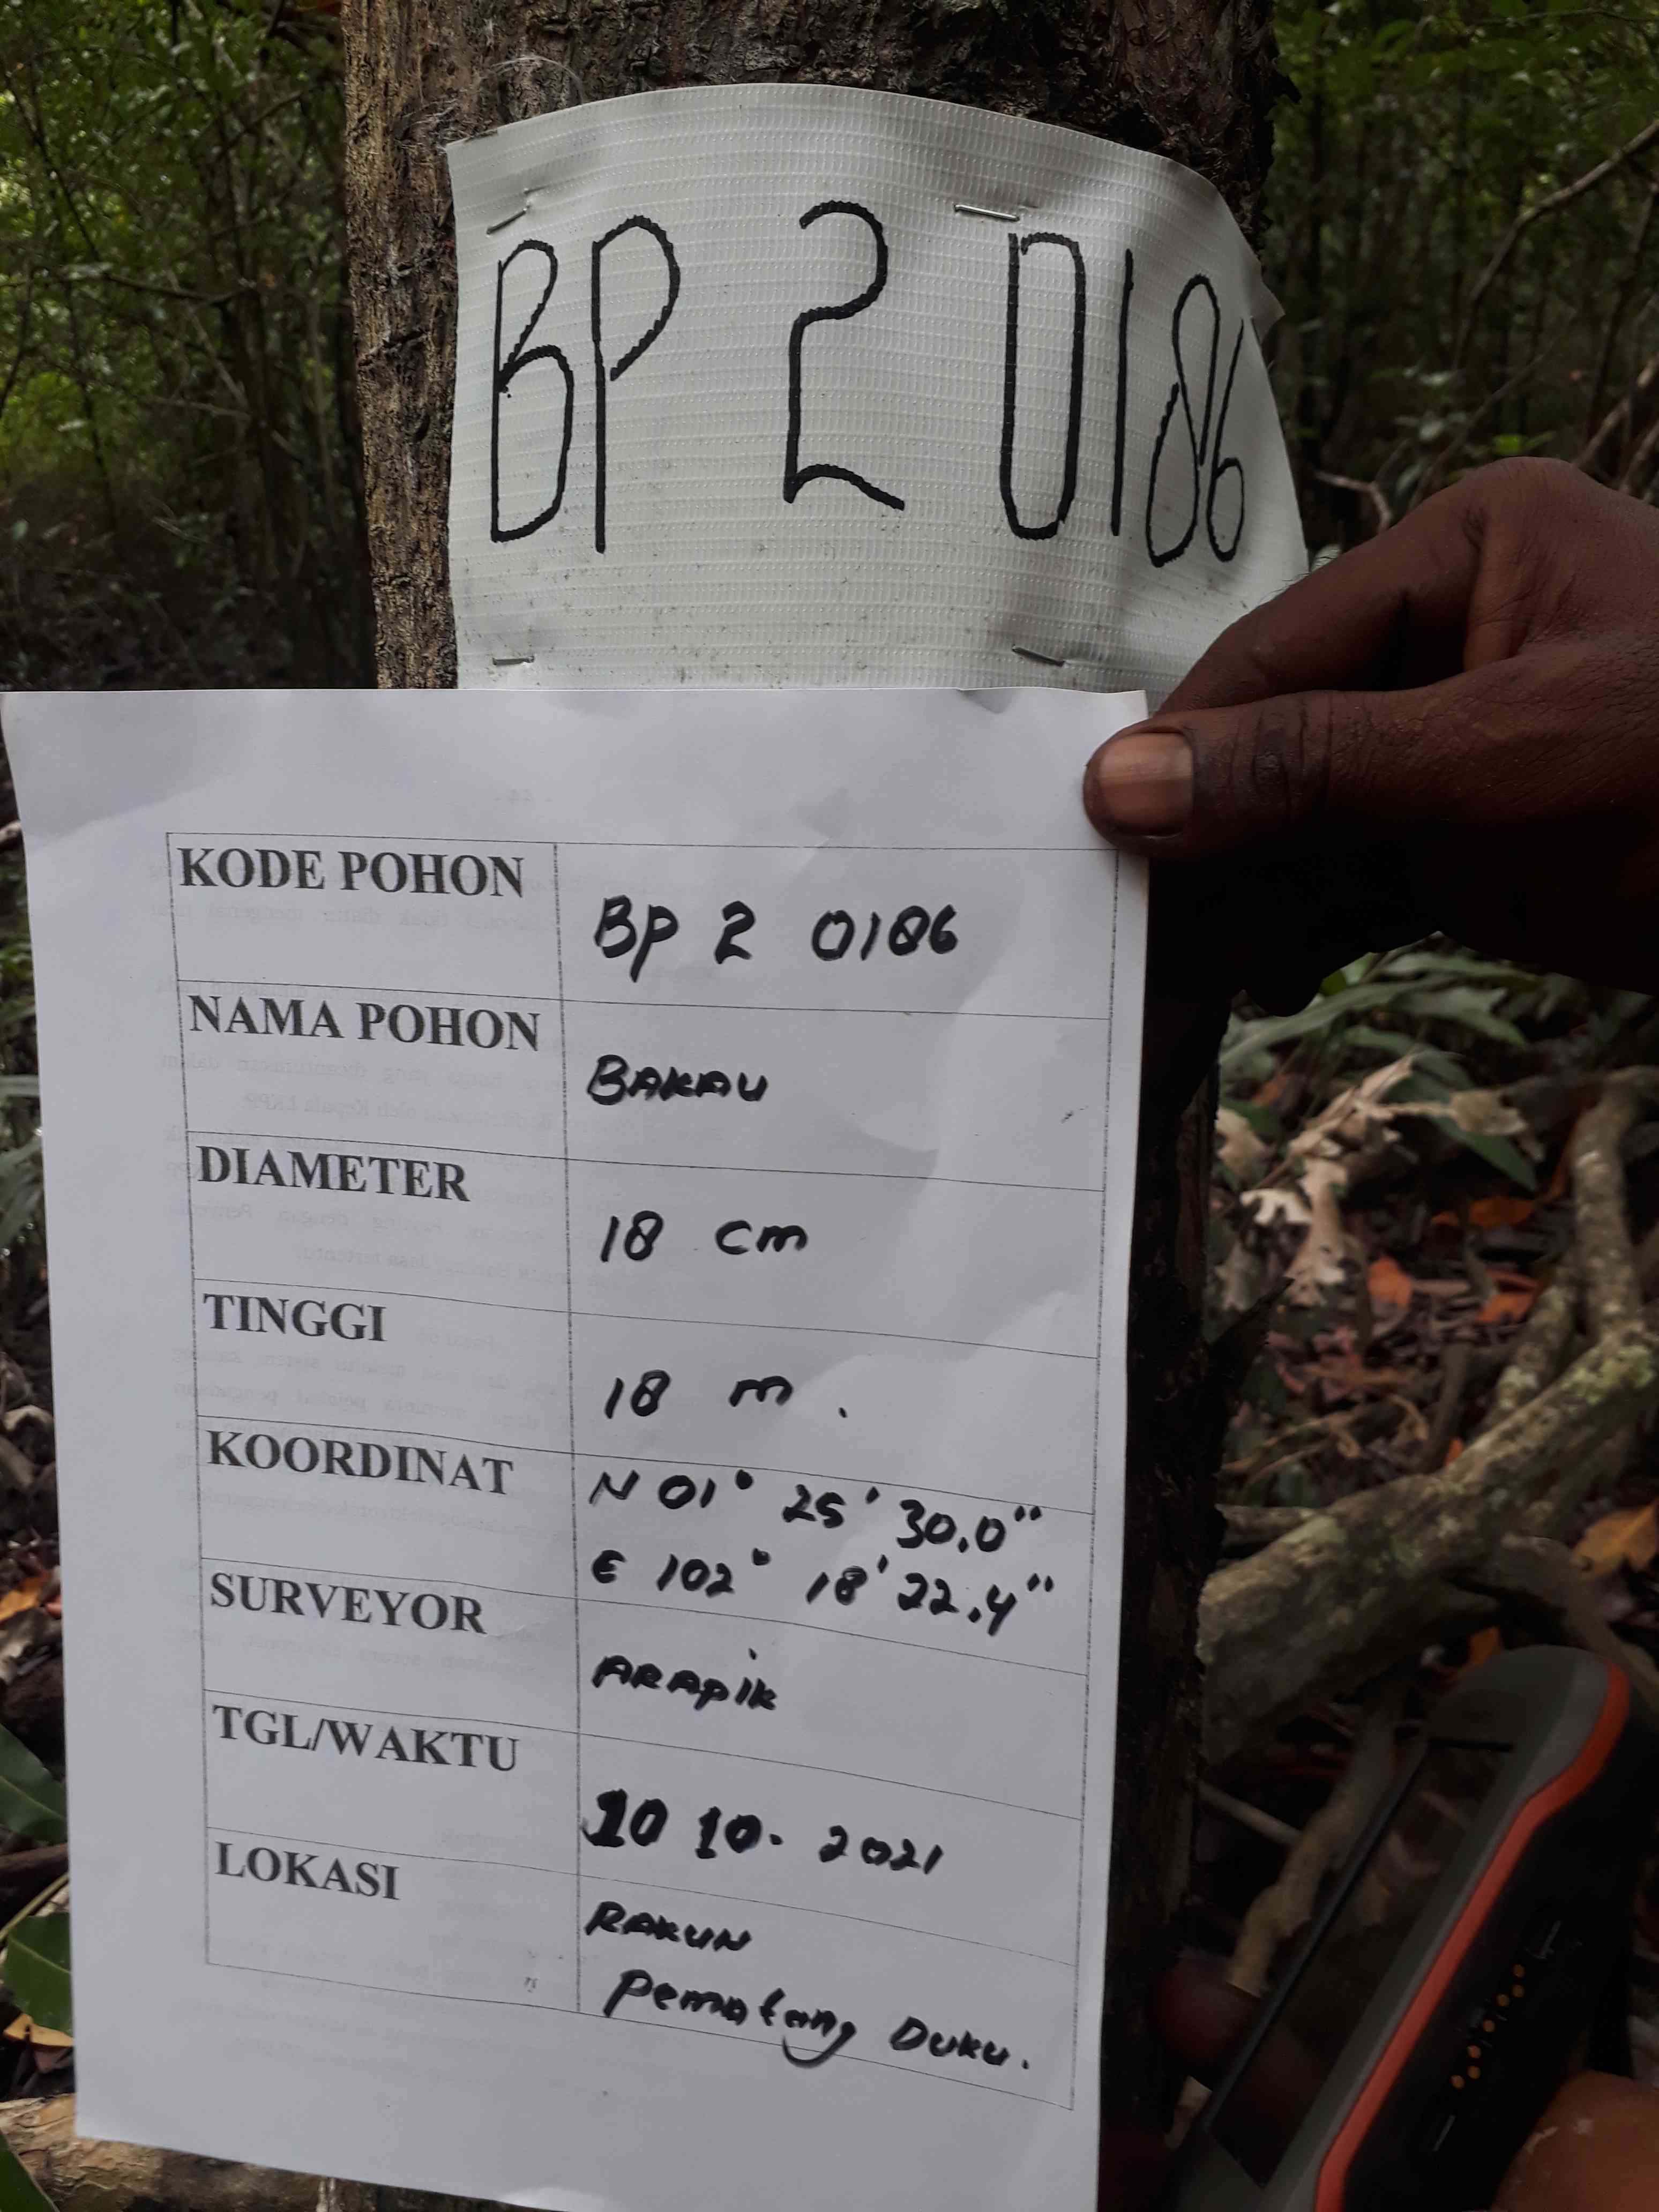 BP 2 0186
KODE POHON
BP 2 0186
NAMA POHON
BAKAU
DIAMETER
18 cm
TINGGI
18 m.
KOORDINAT
N 01° 25' 30.0"
E 102° 18' 22.4"
SURVEYOR
ARAPIK
TGL/WAKTU
10 10. 2021
LOKASI
RAKUN
Pematang Duku.